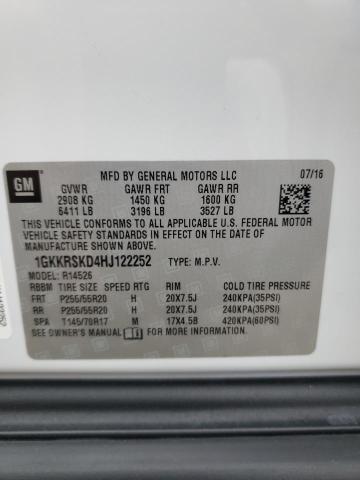 GM
MFD BY GENERAL MOTORS LLC 07/16
GVWR GAWR FRT GAWR RR
2908 KG 1450 KG 1600 KG
6411 LB 3196 LB 3527 LB
THIS VEHICLE CONFORMS TO ALL APPLICABLE U.S. FEDERAL MOTOR
VEHICLE SAFETY STANDARDS IN EFFECT ON THE DATE OF
MANUFACTURE SHOWN ABOVE.
1GKKRSKD4HJ122252 TYPE: M.P.V.
MODEL: R14526
RBBM TIRE SIZE SPEED RTG RIM COLD TIRE PRESSURE
FRT P255/55R20 H 20X7.5J 240KPA(35PSI)
RR P255/55R20 H 20X7.5J 240KPA(35PSI)
SPA T145/70R17 M 17X4.5B 420KPA(60PSI)
SEE OWNER'S MANUAL FOR MORE INFORMATION.